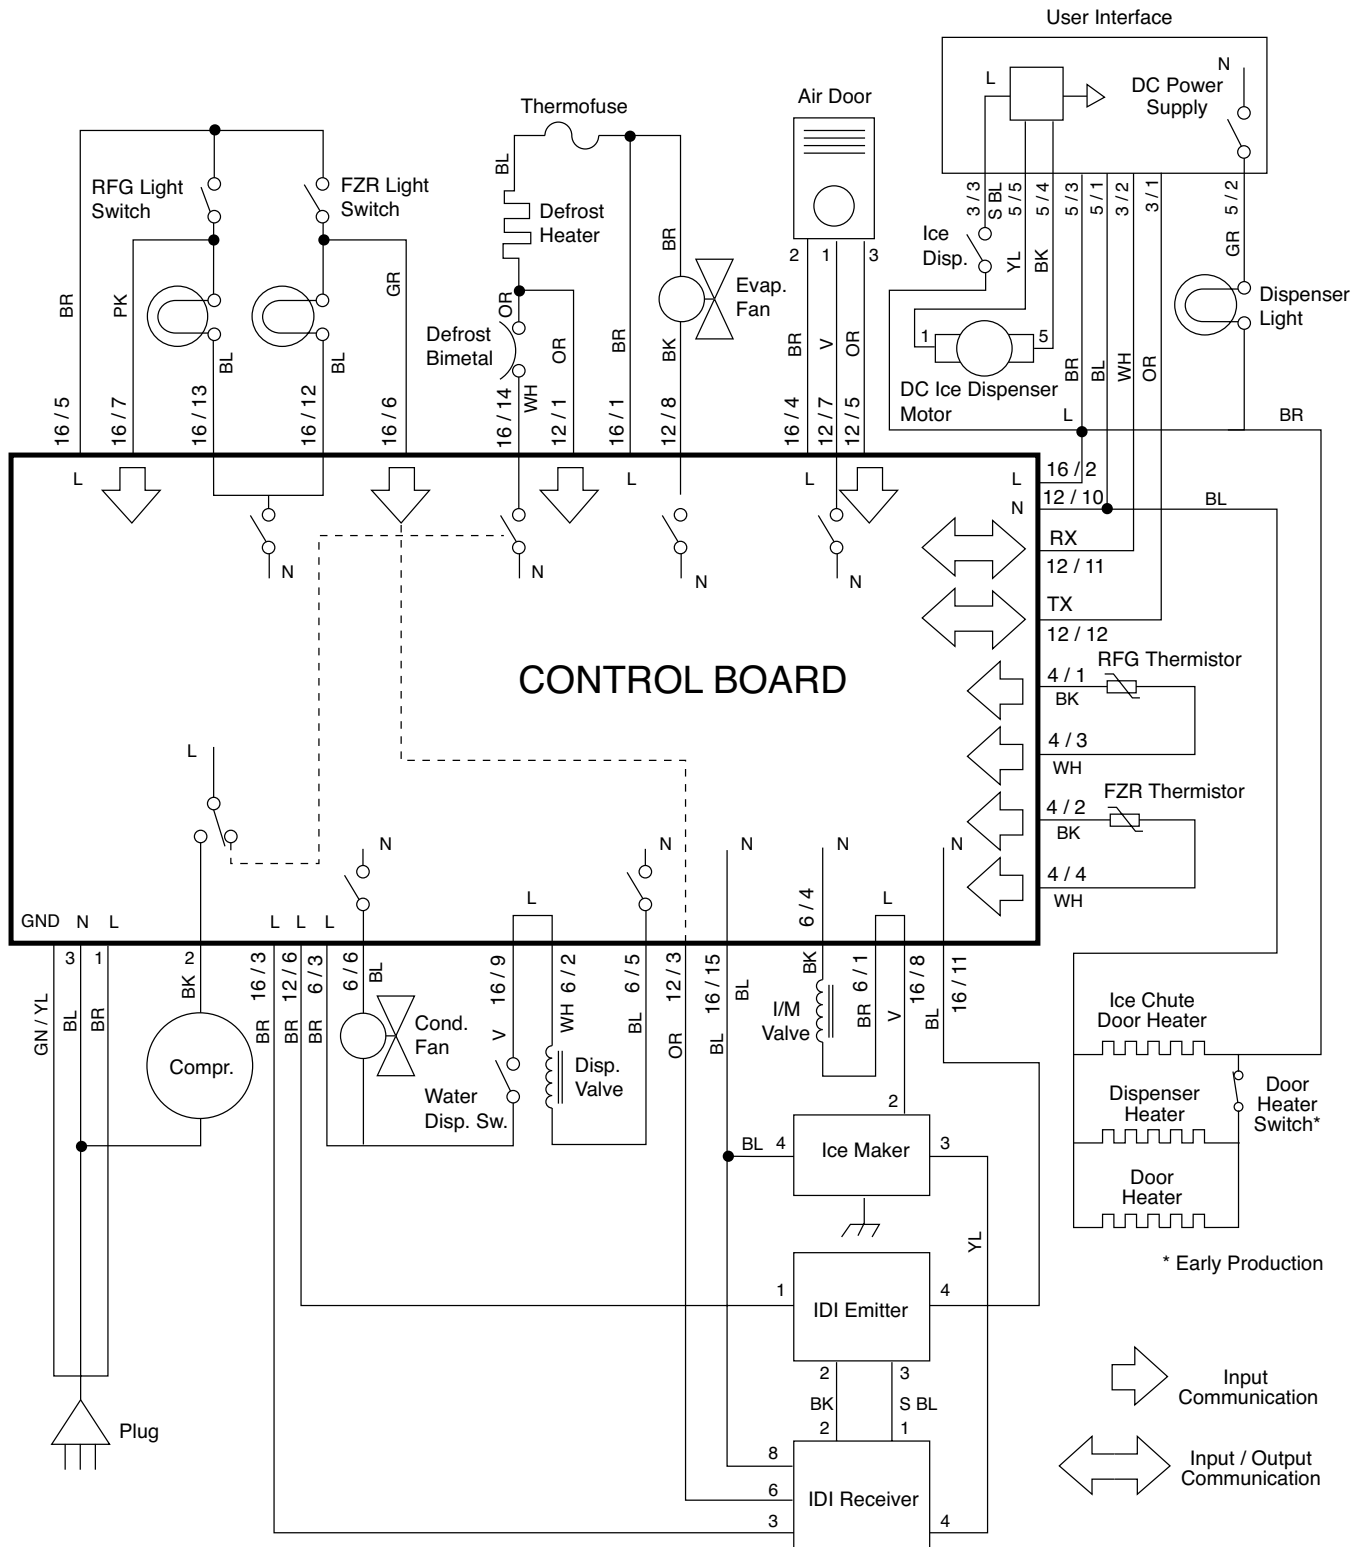 User Interface
L
N
DC Power
Supply
Air Door
Thermofuse
RFG Light
Switch
FZR Light
Switch
BL
Defrost
Heater
3 / 3
S BL
5 / 5
5 / 4
5 / 3
5 / 1
3 / 2
3 / 1
5 / 2
Ice
Disp.
YL
BK
GR
BR
PK
GR
BR
2
1
3
Evap.
Fan
Dispenser
Light
OR
Defrost
Bimetal
BL
BL
OR
BR
BK
BR
V
OR
1
5
DC Ice Dispenser
Motor
BR
BL
WH
OR
L
BR
16 / 5
16 / 7
16 / 13
16 / 12
16 / 6
16 / 14
WH
12 / 1
16 / 1
12 / 8
16 / 4
12 / 7
12 / 5
L
L
L
L
16 / 2
N
12 / 10
BL
N
N
N
N
RX
12 / 11
TX
12 / 12
CONTROL BOARD
RFG Thermistor
4 / 1
BK
4 / 3
WH
FZR Thermistor
4 / 2
BK
4 / 4
WH
L
N
N
N
N
N
6 / 4
L
L
GND
N
L
L
L
L
3
1
2
16 / 3
12 / 6
6 / 3
6 / 6
BL
16 / 9
6 / 2
6 / 5
12 / 3
16 / 15
BL
BK
6 / 1
16 / 8
16 / 11
GN / YL
BL
BR
BK
BR
BR
BR
Cond.
Fan
V
WH
BL
OR
BL
I/M
Valve
BR
V
BL
Compr.
Water
Disp. Sw.
Disp.
Valve
Ice Chute
Door Heater
Dispenser
Heater
Door
Heater
Switch*
Door
Heater
* Early Production
2
BL
4
Ice Maker
3
YL
1
IDI Emitter
4
2
3
BK
S BL
2
1
8
6
3
IDI Receiver
4
Plug
Input
Communication
Input / Output
Communication